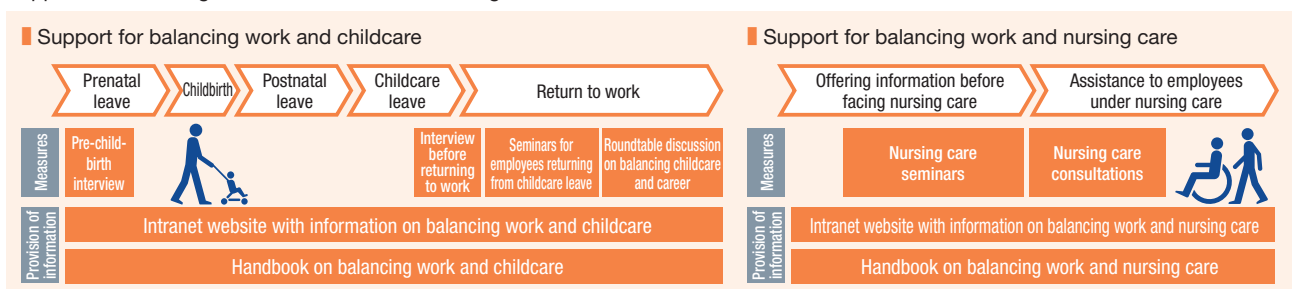 Support for balancing work and childcare
Prenatal
leave
Childbirth
Postnatal
leave
Childcare
leave
Return to work
Measures
Pre-child-
birth
interview
Interview
before
returning
to work
Seminars for
employees returning
from childcare leave
Roundtable discussion
on balancing childcare
and career
Provision of
information
Intranet website with information on balancing work and childcare
Handbook on balancing work and childcare
Support for balancing work and nursing care
Offering information before
facing nursing care
Assistance to employees
under nursing care
Measures
Nursing care
seminars
Nursing care
consultations
Provision of
information
Intranet website with information on balancing work and nursing care
Handbook on balancing work and nursing care